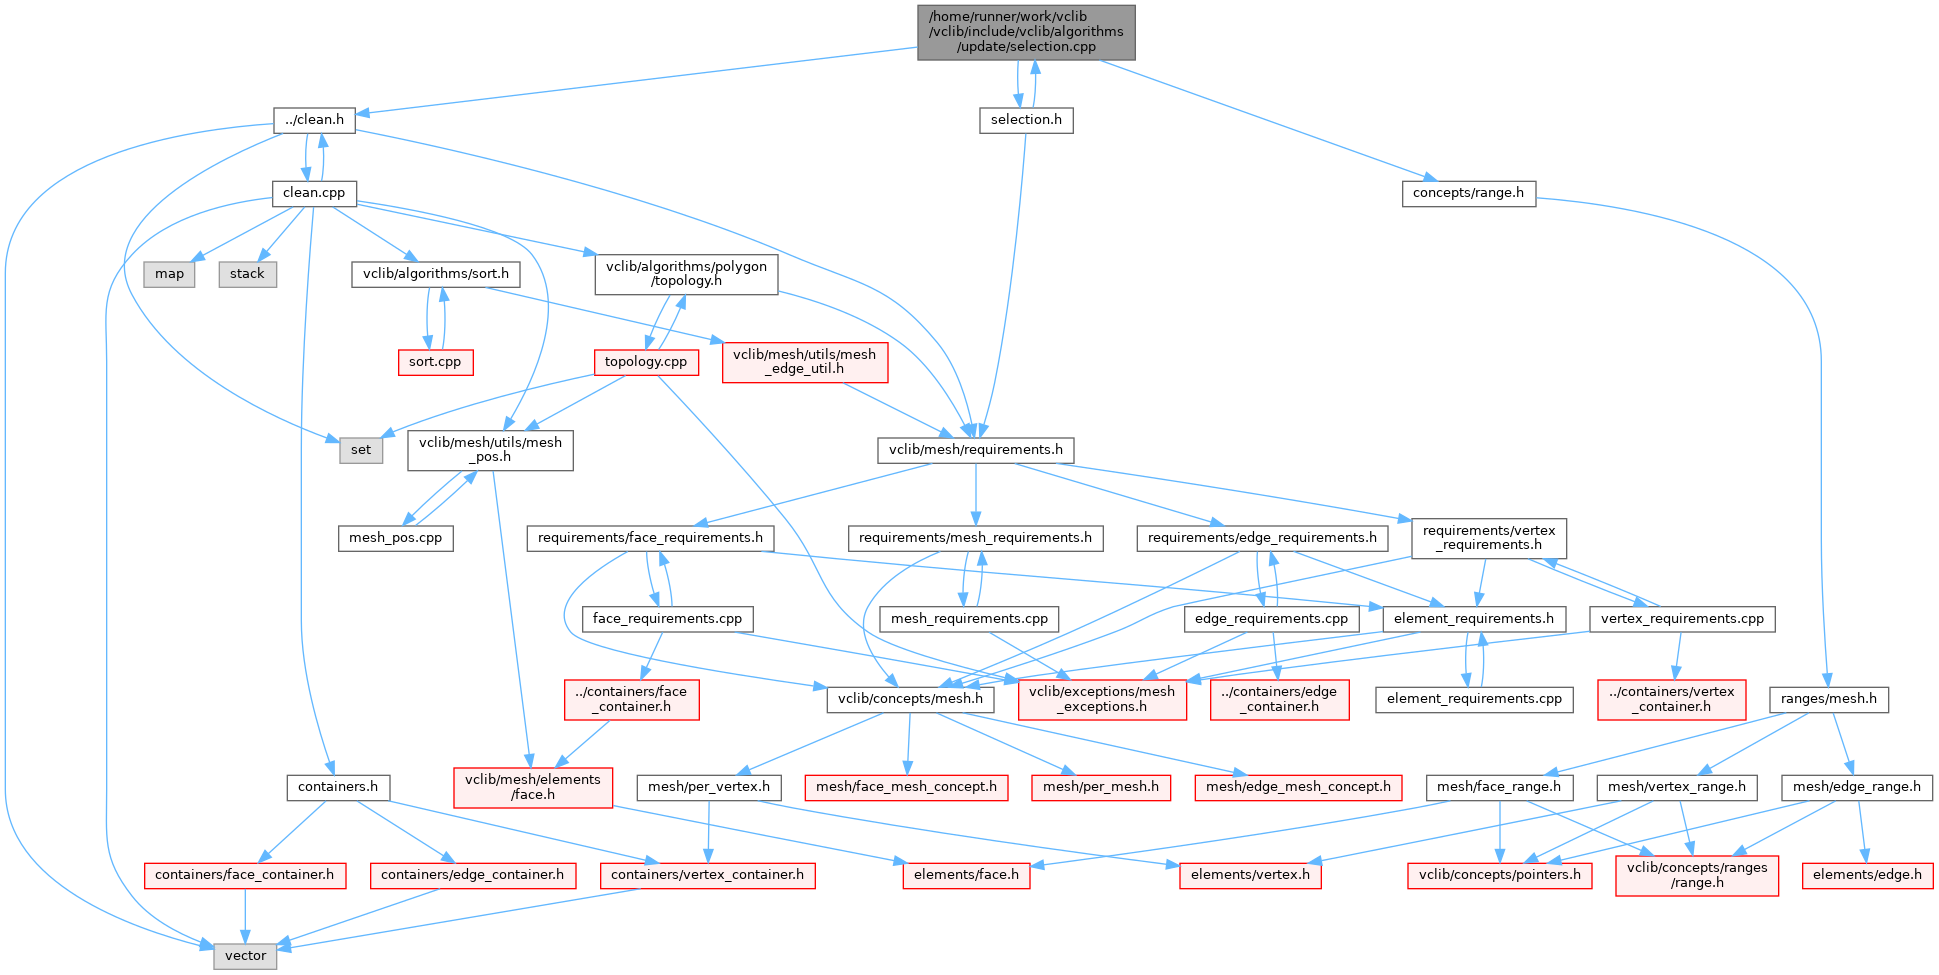 /home/runner/work/vclib
/vclib/include/vclib/algorithms
/update/selection.cpp
../clean.h
selection.h
clean.cpp
concepts/range.h
map
stack
vclib/algorithms/sort.h
vclib/algorithms/polygon
/topology.h
sort.cpp
topology.cpp
vclib/mesh/utils/mesh
_edge_util.h
set
vclib/mesh/utils/mesh
_pos.h
vclib/mesh/requirements.h
mesh_pos.cpp
requirements/face_requirements.h
requirements/mesh_requirements.h
requirements/edge_requirements.h
requirements/vertex
_requirements.h
face_requirements.cpp
mesh_requirements.cpp
edge_requirements.cpp
element_requirements.h
vertex_requirements.cpp
../containers/face
_container.h
vclib/concepts/mesh.h
vclib/exceptions/mesh
_exceptions.h
../containers/edge
_container.h
element_requirements.cpp
../containers/vertex
_container.h
ranges/mesh.h
containers.h
vclib/mesh/elements
/face.h
mesh/per_vertex.h
mesh/face_mesh_concept.h
mesh/per_mesh.h
mesh/edge_mesh_concept.h
mesh/face_range.h
mesh/vertex_range.h
mesh/edge_range.h
containers/face_container.h
containers/edge_container.h
containers/vertex_container.h
elements/face.h
elements/vertex.h
vclib/concepts/pointers.h
vclib/concepts/ranges
/range.h
elements/edge.h
vector